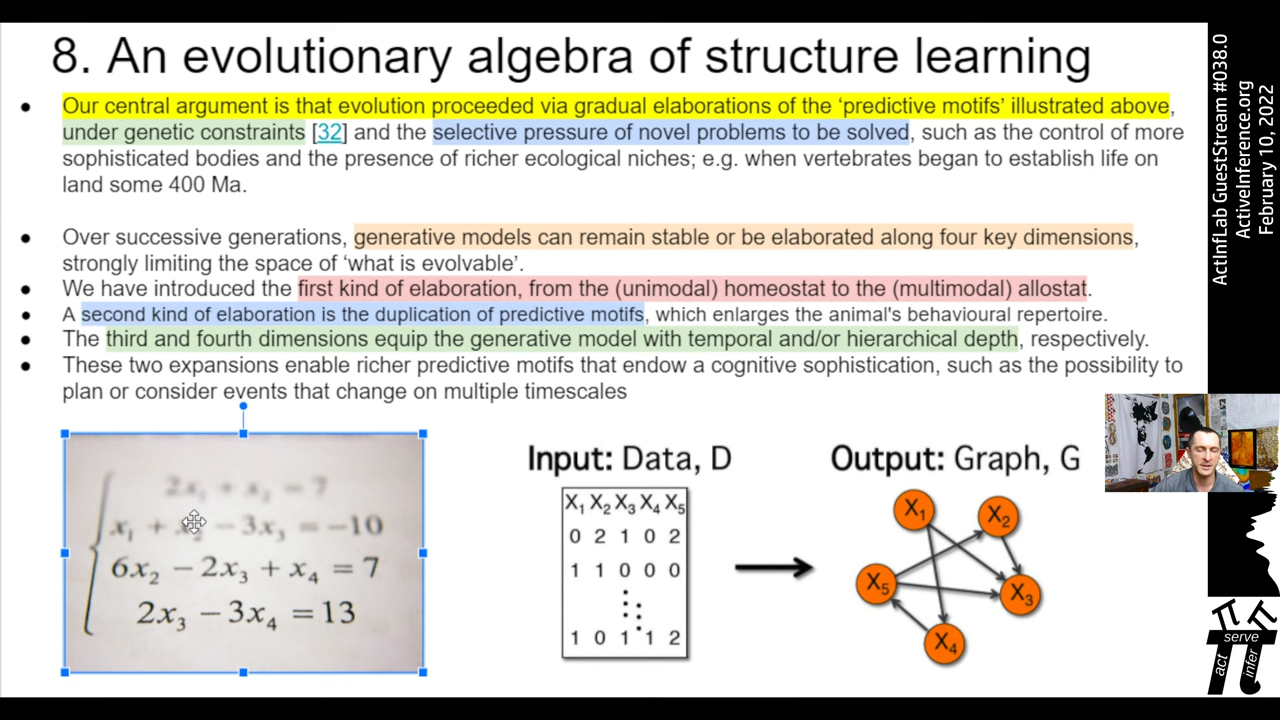 8. An evolutionary algebra of structure learning
● Our central argument is that evolution proceeded via gradual elaborations of the ‘predictive motifs’ illustrated above,
under genetic constraints [32] and the selective pressure of novel problems to be solved, such as the control of more
sophisticated bodies and the presence of richer ecological niches; e.g. when vertebrates began to establish life on
land some 400 Ma.
● Over successive generations, generative models can remain stable or be elaborated along four key dimensions,
strongly limiting the space of ‘what is evolvable’.
● We have introduced the first kind of elaboration, from the (unimodal) homeostat to the (multimodal) allostat.
● A second kind of elaboration is the duplication of predictive motifs, which enlarges the animal's behavioural repertoire.
● The third and fourth dimensions equip the generative model with temporal and/or hierarchical depth, respectively.
● These two expansions enable richer predictive motifs that endow a cognitive sophistication, such as the possibility to
plan or consider events that change on multiple timescales
x₁ + − 3x₃ = −10
6x₂ − 2x₃ + x₄ = 7
2x₃ − 3x₄ = 13
Input: Data, D
X₁ X₂ X₃ X₄ X₅
0 2 1 0 2
1 1 0 0 0
1 0 1 1 2
Output: Graph, G
X₁
X₂
X₅
X₃
X₄
ActInfLab GuestStream #038.0
ActiveInference.org
February 10, 2022
serve
act
infer